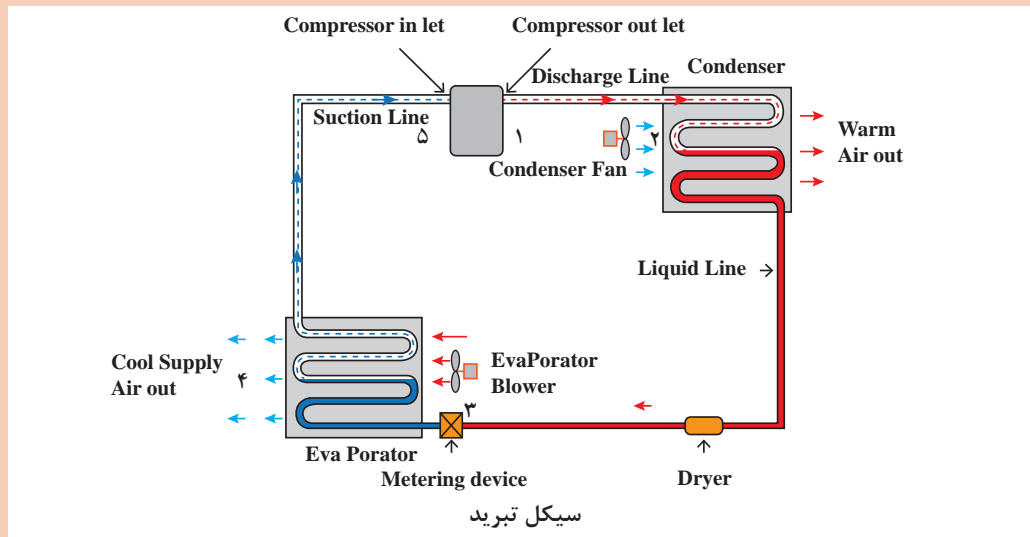 Compressor in let
Compressor out let
Condenser
Discharge Line
Suction Line
۵
۱
۲
Warm
Air out
Condenser Fan
Liquid Line
Cool Supply
Air out
۴
EvaPorator
Blower
۳
Eva Porator
Metering device
Dryer
سیکل تبرید